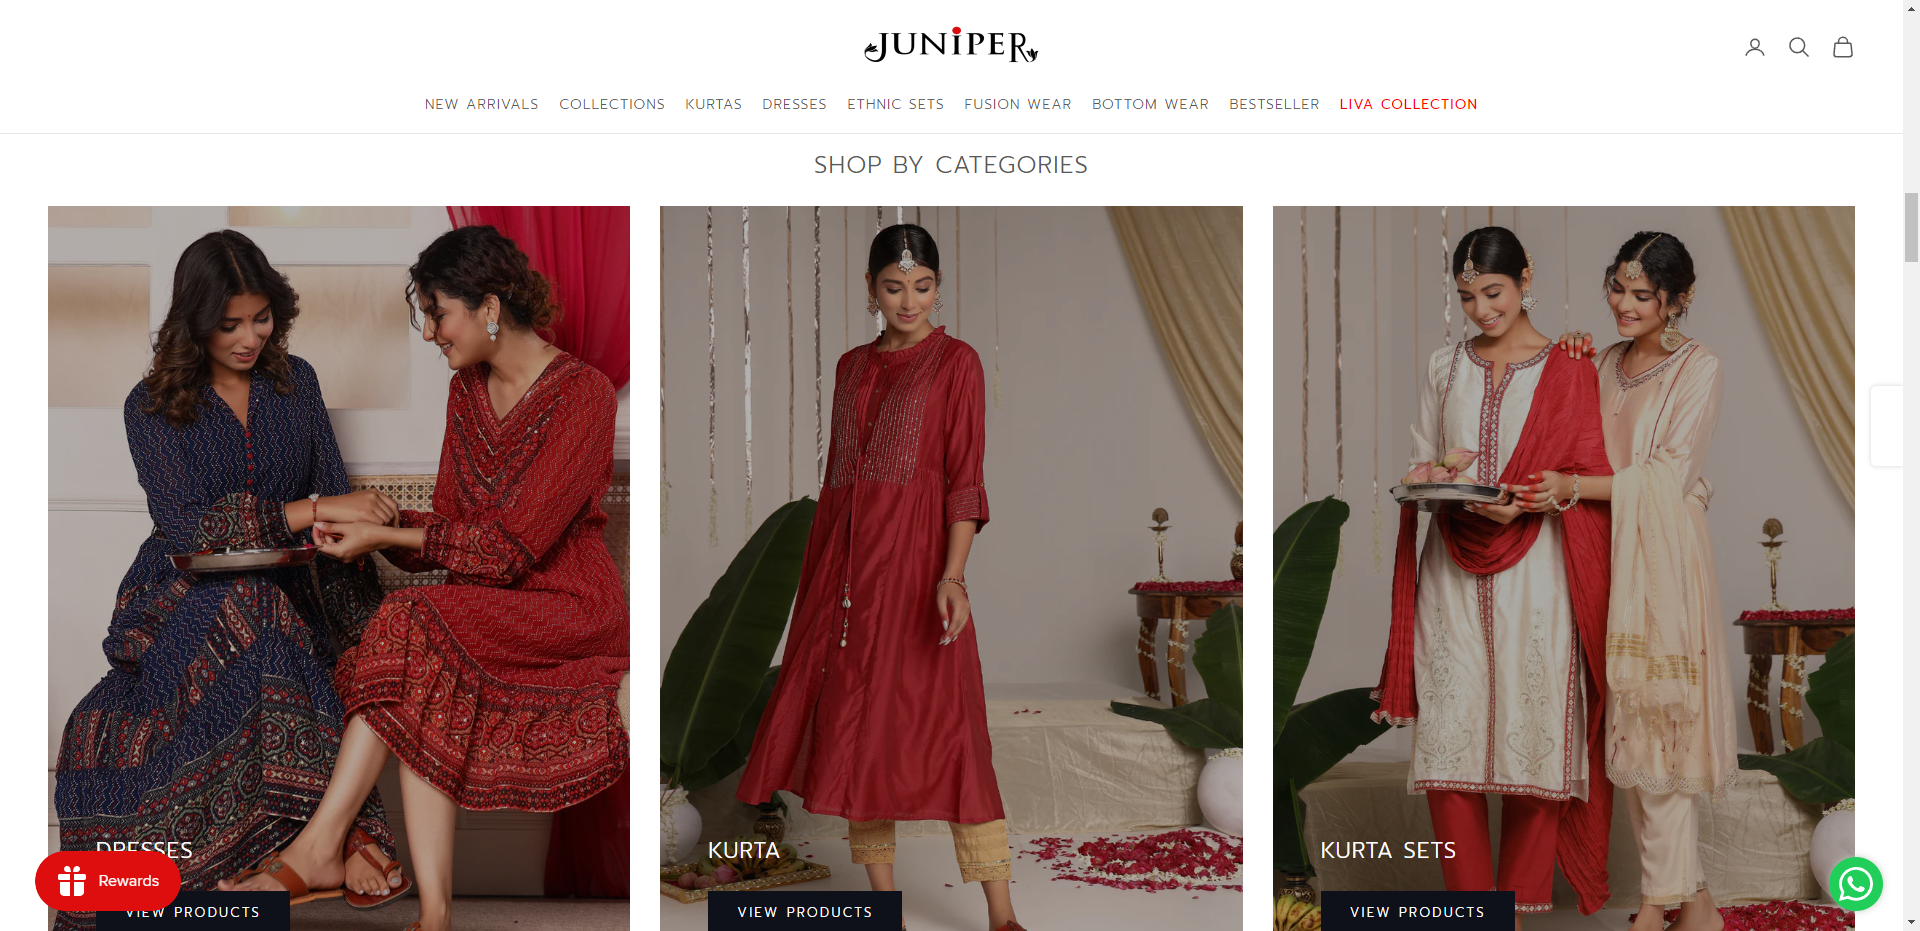 JUNIPER
NEW ARRIVALS COLLECTIONS KURTAS DRESSES ETHNIC SETS FUSION WEAR BOTTOM WEAR BESTSELLER LIVA COLLECTION
SHOP BY CATEGORIES
DRESSES
VIEW PRODUCTS
KURTA
VIEW PRODUCTS
KURTA SETS
VIEW PRODUCTS
Rewards